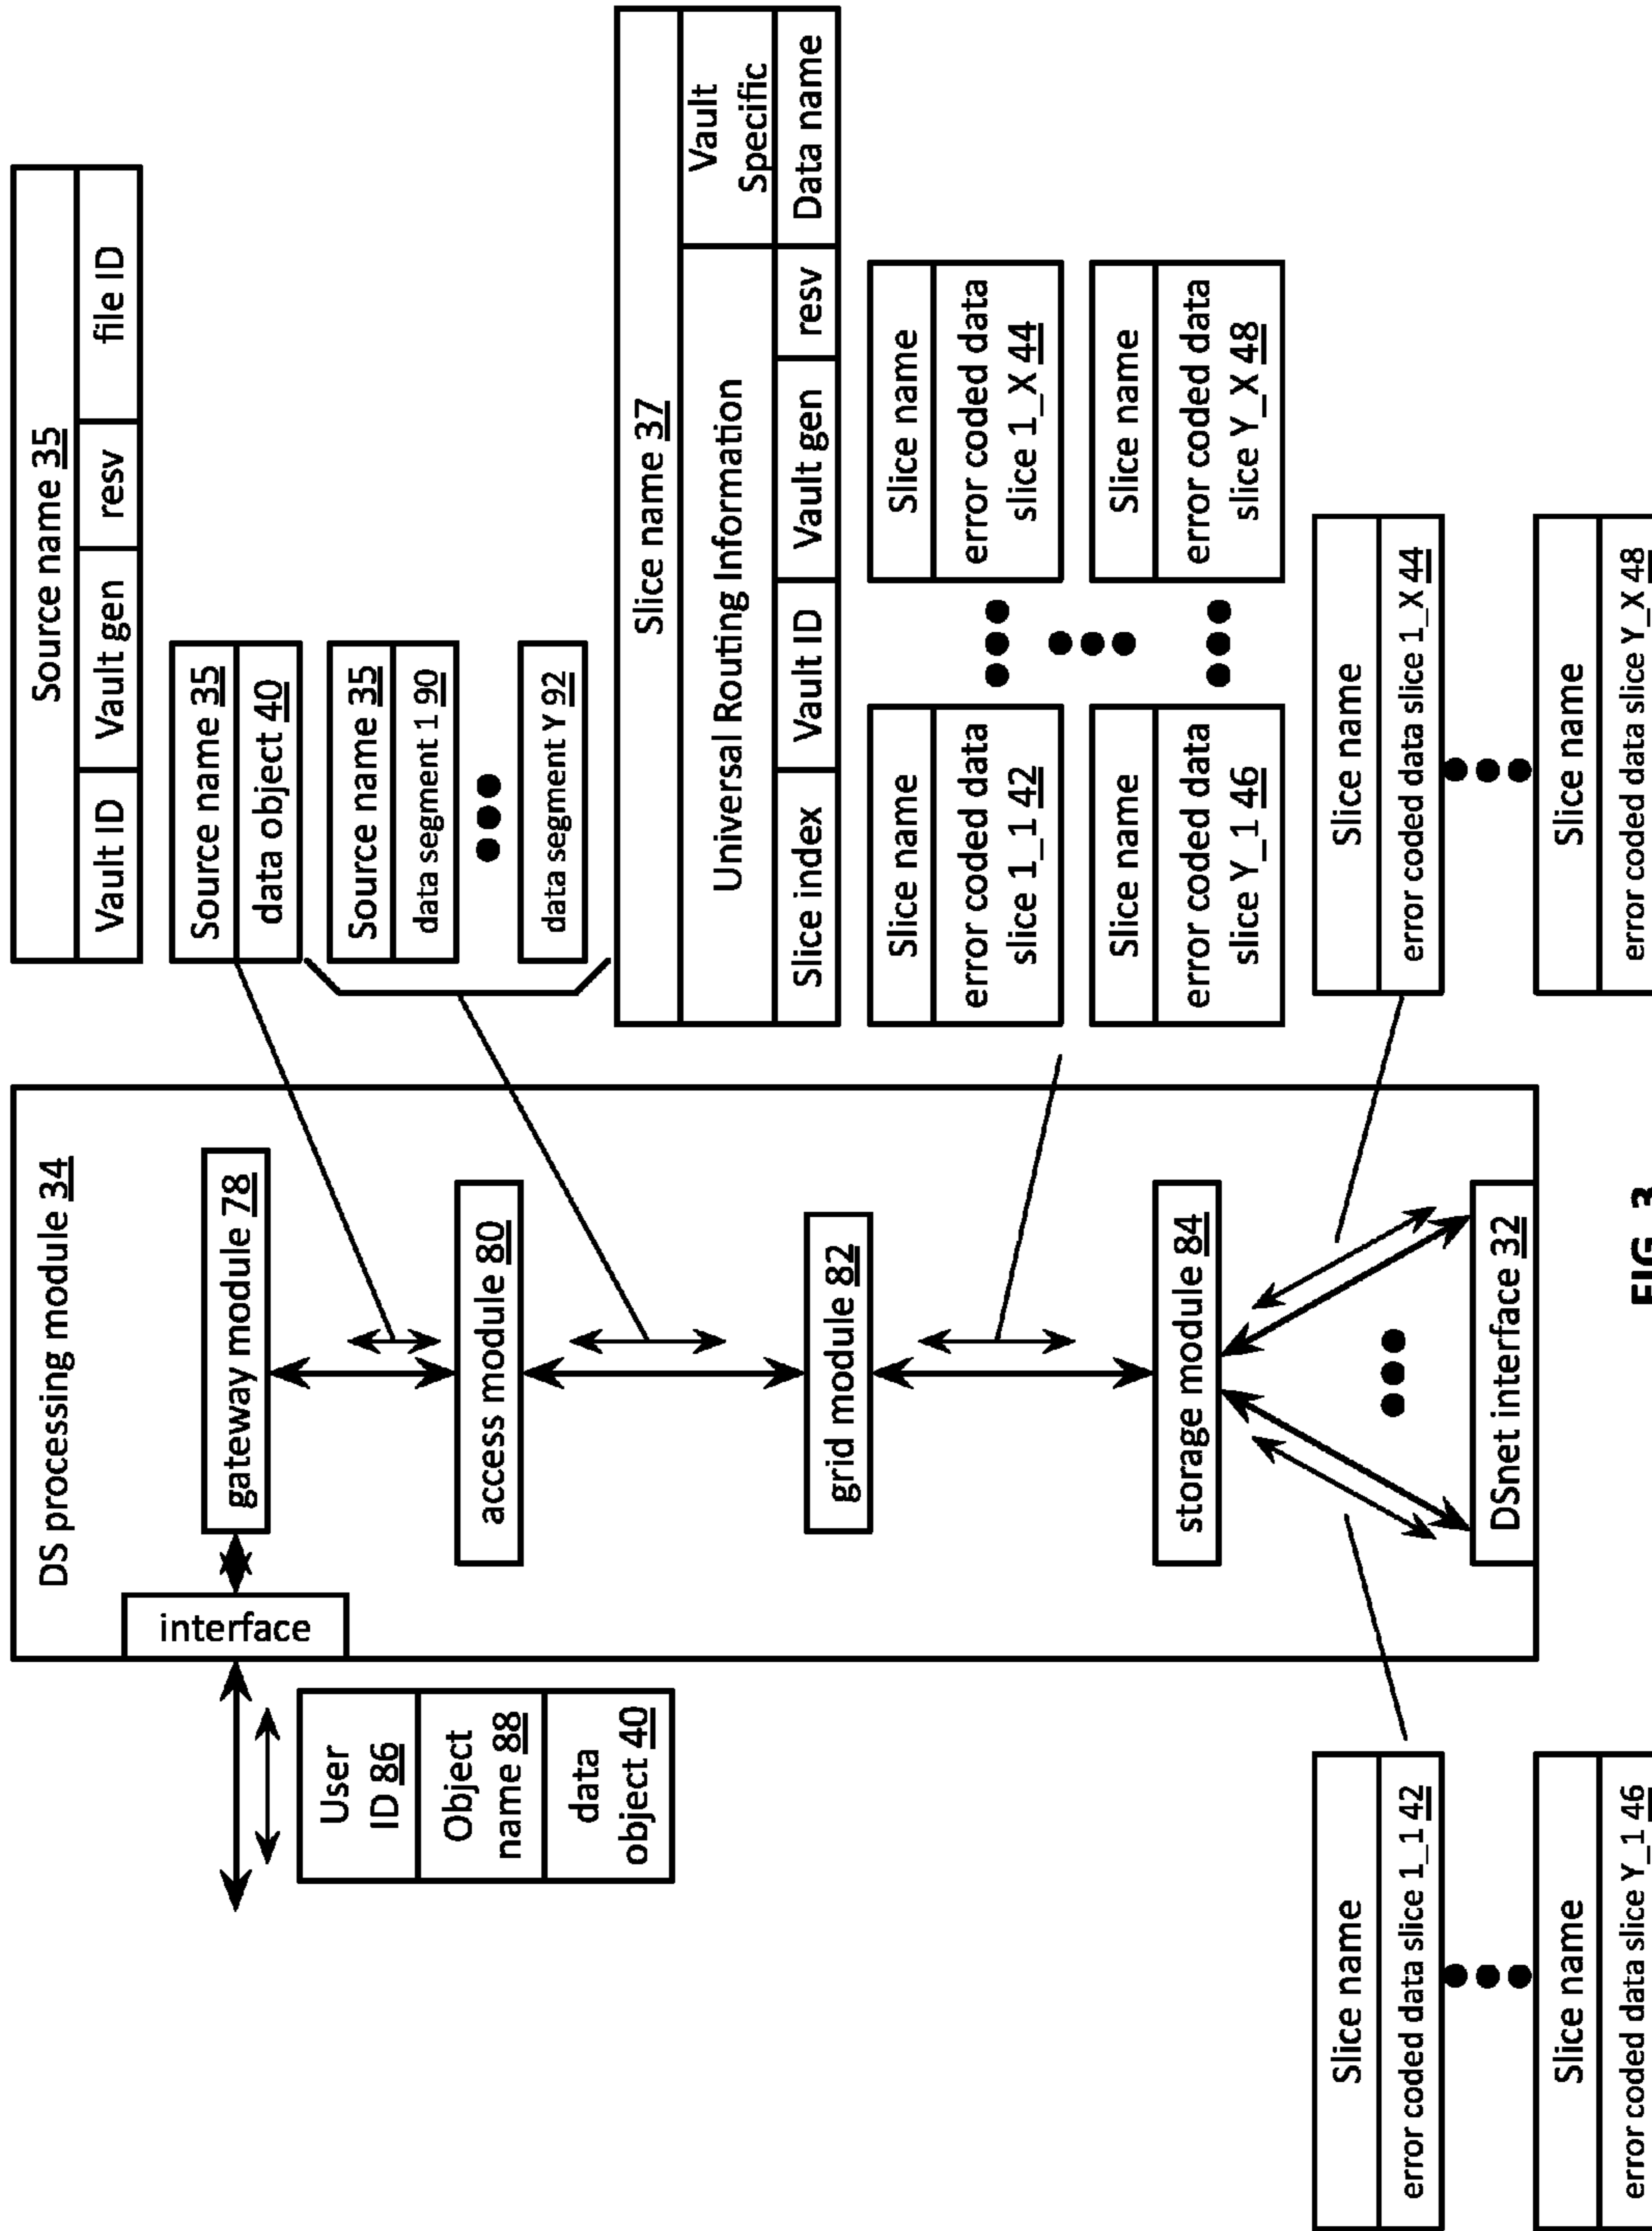 DS processing module 34
interface
gateway module 78
access module 80
grid module 82
storage module 84
DSnet interface 32
User
ID 86
Object
name 88
data
object 40
Source name 35
Vault ID
Vault gen
resv
file ID
Source name 35
data object 40
Source name 35
data segment 1 90
data segment Y 92
Slice name 37
Universal Routing Information
Vault
Specific
Slice index
Vault ID
Vault gen
resv
Data name
Slice name
error coded data
slice 1_1 42
Slice name
error coded data
slice 1_X 44
Slice name
error coded data
slice Y_1 46
Slice name
error coded data
slice Y_X 48
Slice name
error coded data slice 1_1 42
Slice name
error coded data slice Y_1 46
Slice name
error coded data slice 1_X 44
Slice name
error coded data slice Y_X 48
FIG. 3